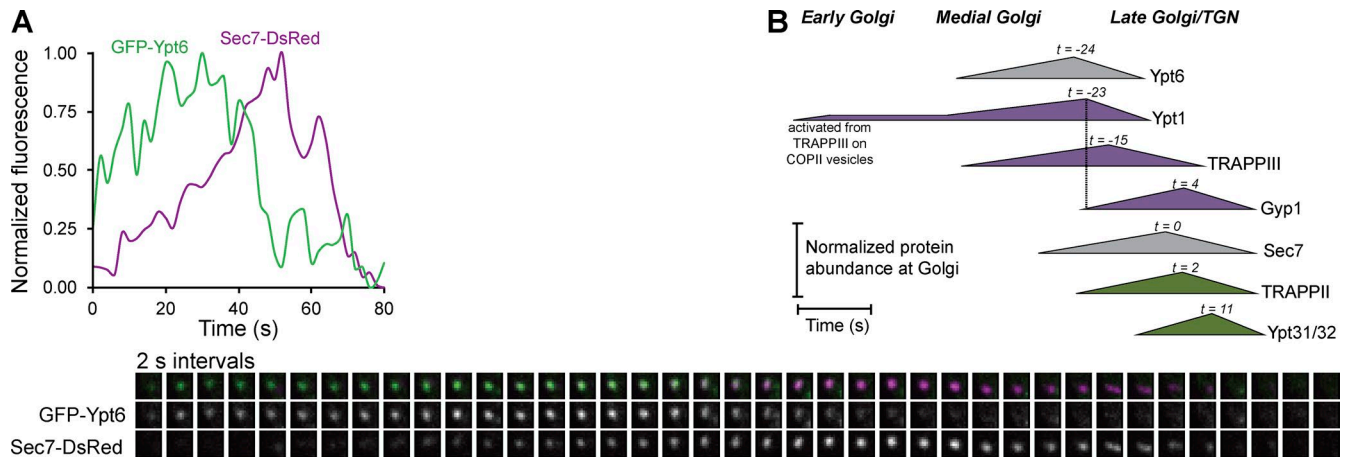 A
GFP-Ypt6
Sec7-DsRed
Normalized fluorescence
1.00
0.75
0.50
0.25
0.00
0
20
40
60
80
Time (s)
B
Early Golgi
Medial Golgi
Late Golgi/TGN
t = -24
Ypt6
t = -23
Ypt1
activated from
TRAPPIII on
COPII vesicles
t = -15
TRAPPIII
t = 4
Gyp1
Normalized protein
abundance at Golgi
t = 0
Sec7
t = 2
TRAPPII
Time (s)
t = 11
Ypt31/32
2 s intervals
GFP-Ypt6
Sec7-DsRed